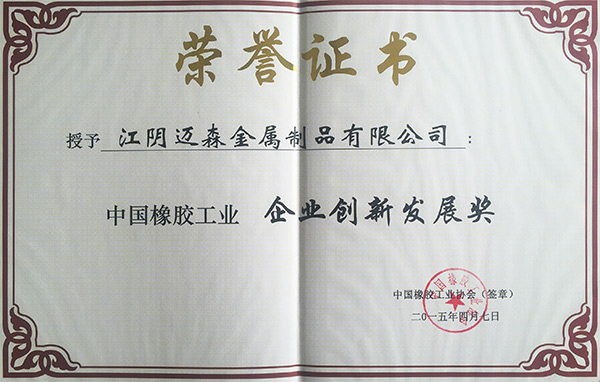 荣誉证书
授予 江阴迈森金属制品有限公司：
中国橡胶工业 企业创新发展奖
中国橡胶工业协会（签章）
二〇一五年四月七日